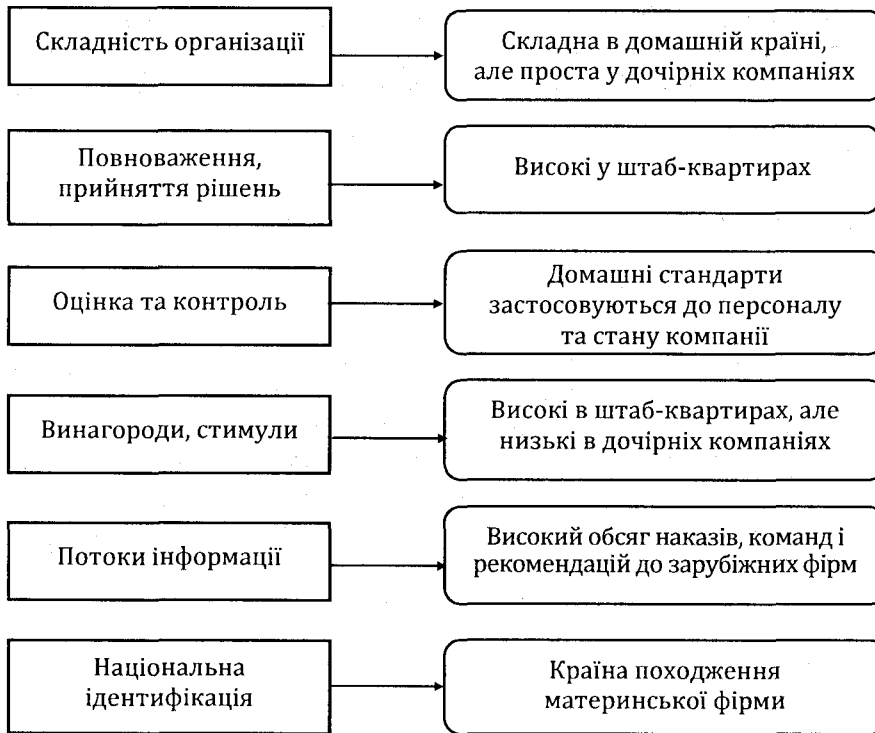 Складність організації
Складна в домашній країні,
але проста у дочірніх компаніях
Повноваження,
прийняття рішень
Високі у штаб-квартирах
Оцінка та контроль
Домашні стандарти
застосовуються до персоналу
та стану компанії
Винагороди, стимули
Високі в штаб-квартирах, але
низькі в дочірніх компаніях
Потоки інформації
Високий обсяг наказів, команд і
рекомендацій до зарубіжних фірм
Національна
ідентифікація
Країна походження
материнської фірми